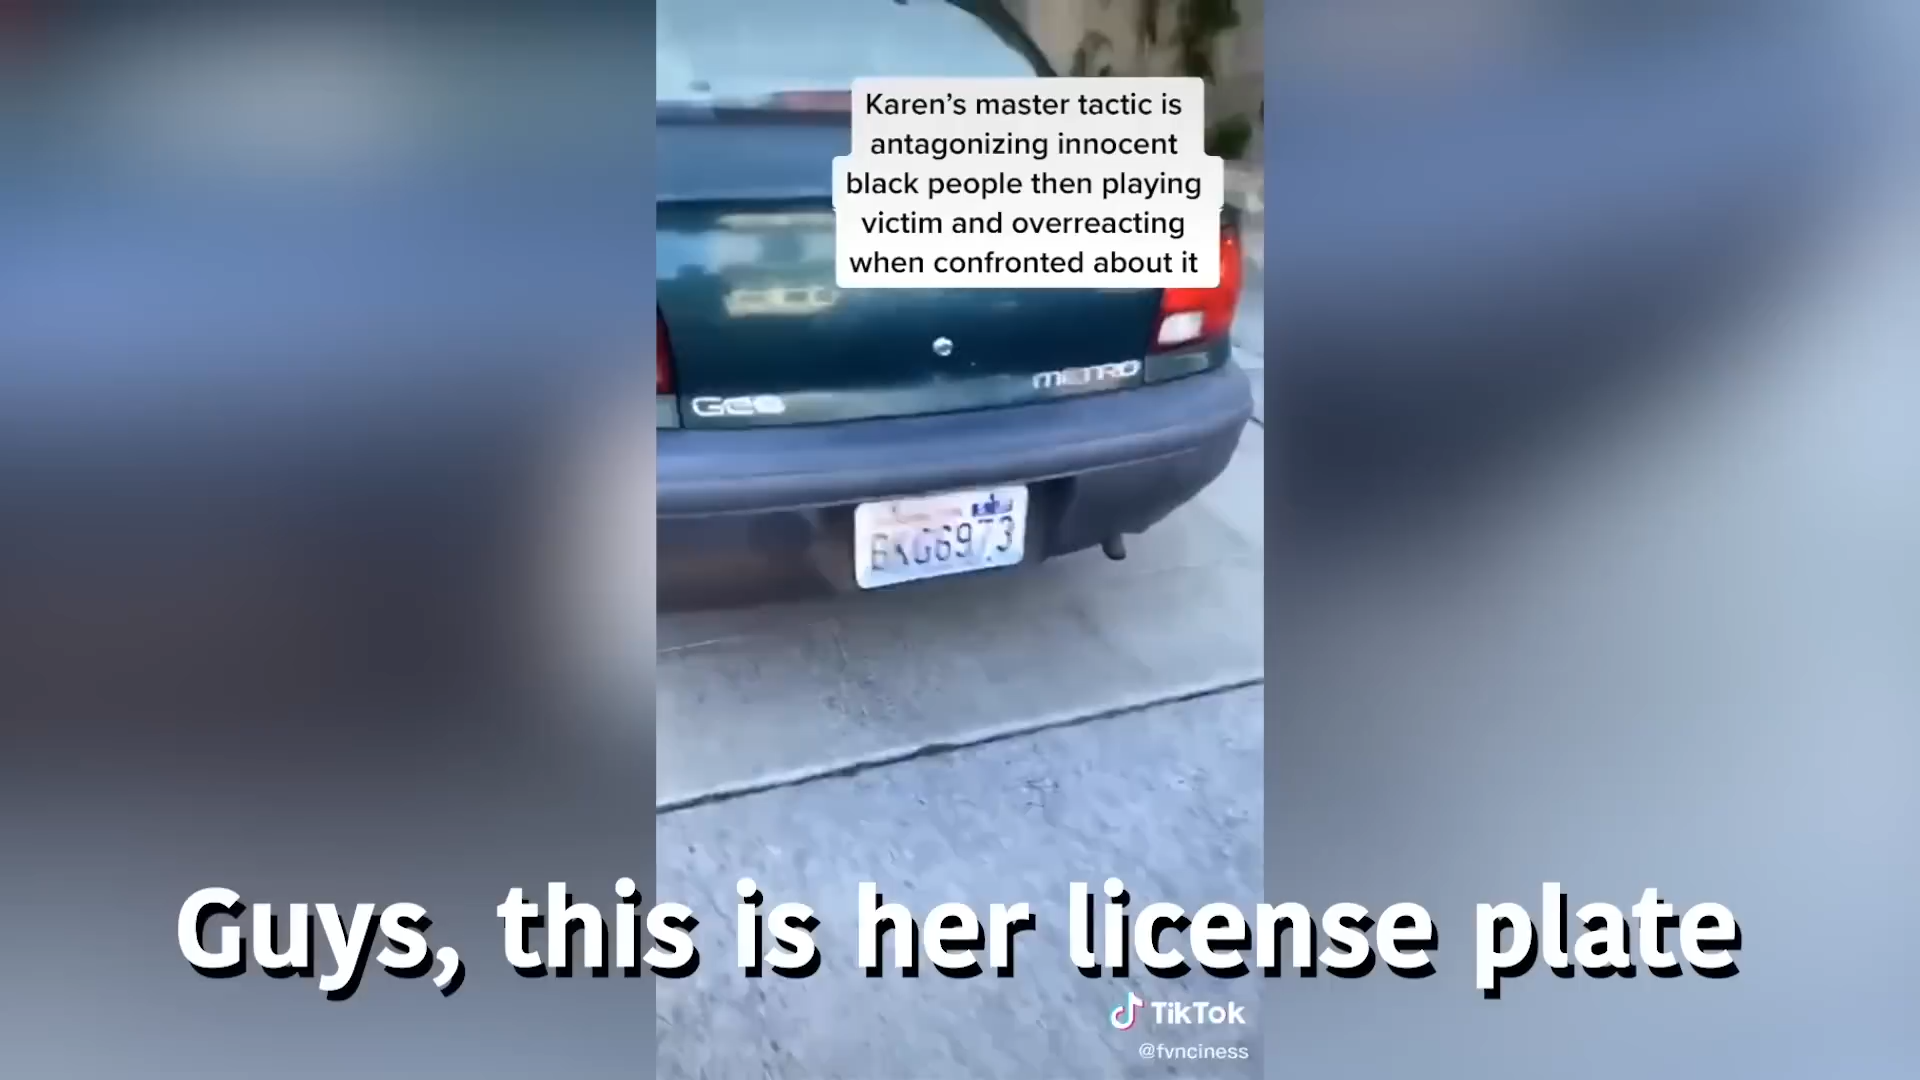 Karen's master tactic is
antagonizing innocent
black people then playing
victim and overreacting
when confronted about it
Geo
METRO
Guys, this is her license plate
TikTok
@fvnciness